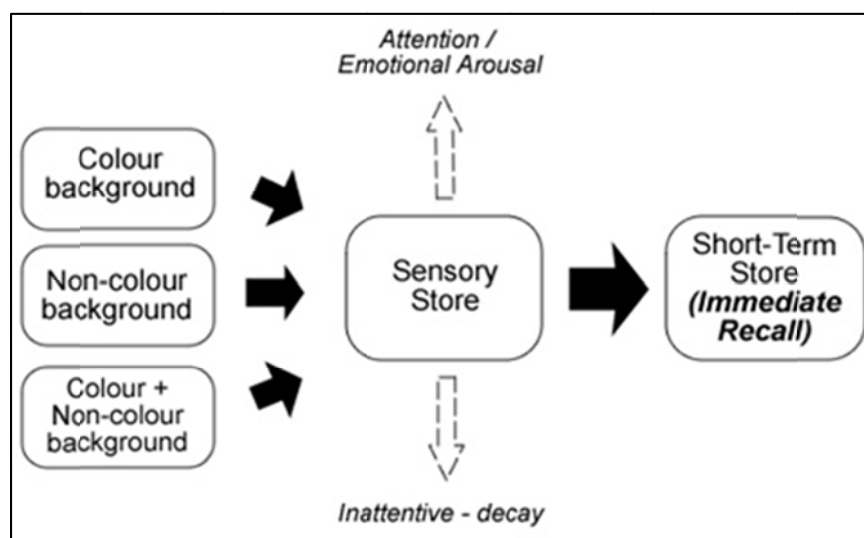 Attention /
Emotional Arousal
Colour
background
Non-colour
background
Colour +
Non-colour
background
Sensory
Store
Short-Term
Store
(Immediate
Recall)
Inattentive - decay